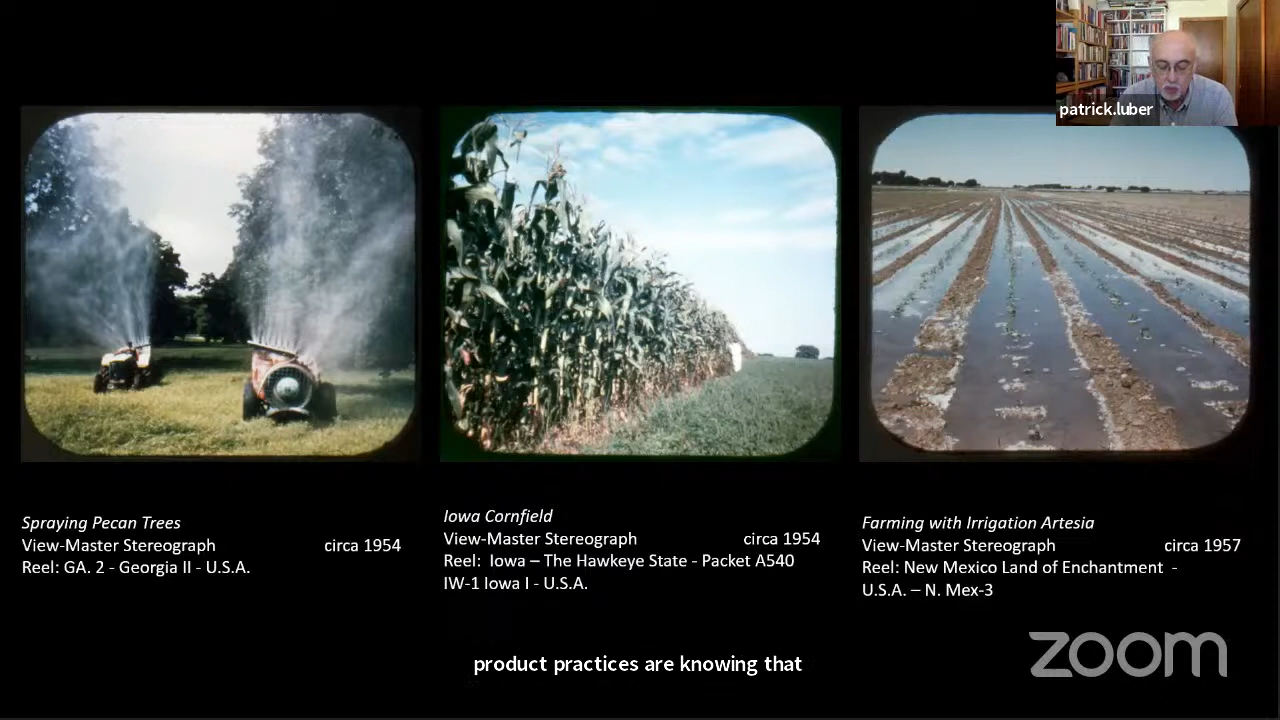 patrick.luber
Spraying Pecan Trees
View-Master Stereograph circa 1954
Reel: GA. 2 - Georgia II - U.S.A.
Iowa Cornfield
View-Master Stereograph circa 1954
Reel: Iowa – The Hawkeye State - Packet A540
IW-1 Iowa I - U.S.A.
Farming with Irrigation Artesia
View-Master Stereograph circa 1957
Reel: New Mexico Land of Enchantment -
U.S.A. – N. Mex-3
product practices are knowing that
zoom